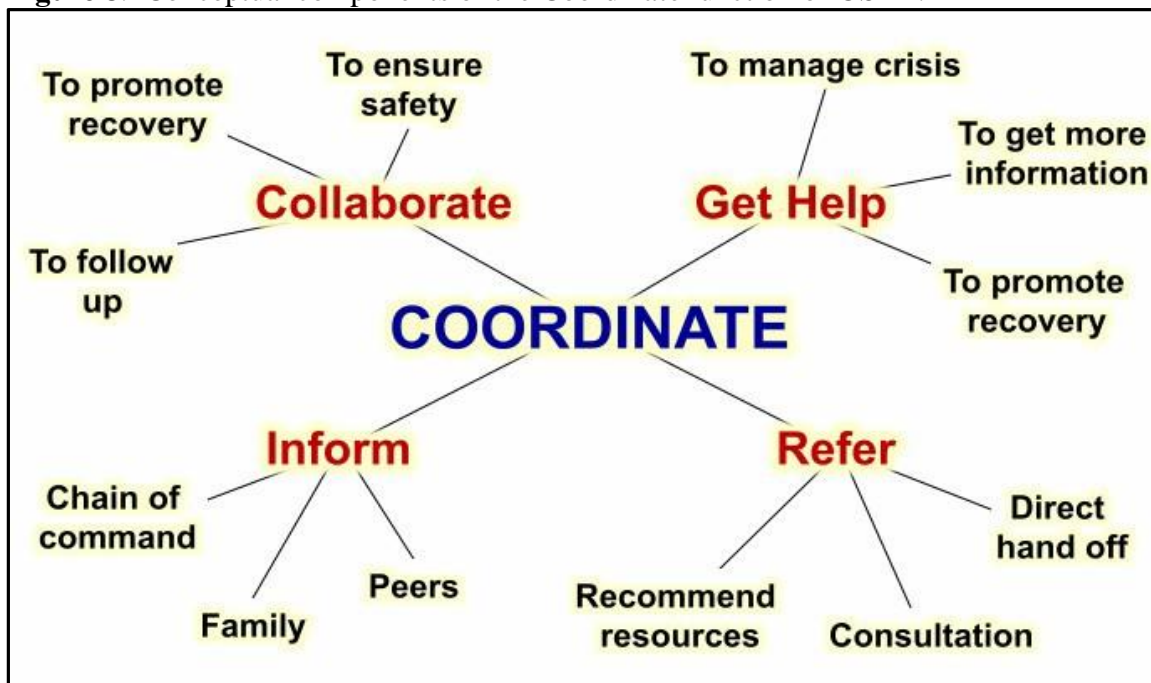 To promote
recovery
To ensure
safety
To manage crisis
To get more
information
Collaborate
Get Help
To follow
up
To promote
recovery
COORDINATE
Inform
Refer
Chain of
command
Direct
hand off
Peers
Family
Recommend
resources
Consultation